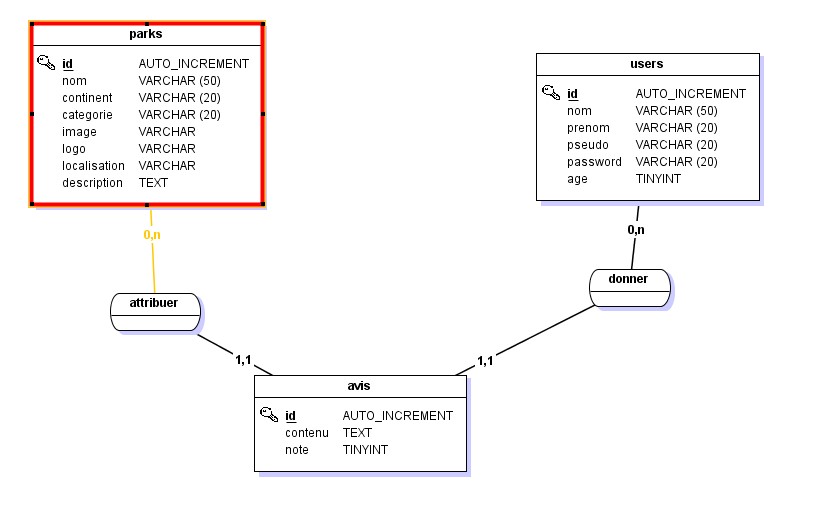 parks
id AUTO_INCREMENT
nom VARCHAR (50)
continent VARCHAR (20)
categorie VARCHAR (20)
image VARCHAR
logo VARCHAR
localisation VARCHAR
description TEXT
users
id AUTO_INCREMENT
nom VARCHAR (50)
prenom VARCHAR (20)
pseudo VARCHAR (20)
password VARCHAR (20)
age TINYINT
0,n
0,n
attribuer
donner
1,1
1,1
avis
id AUTO_INCREMENT
contenu TEXT
note TINYINT